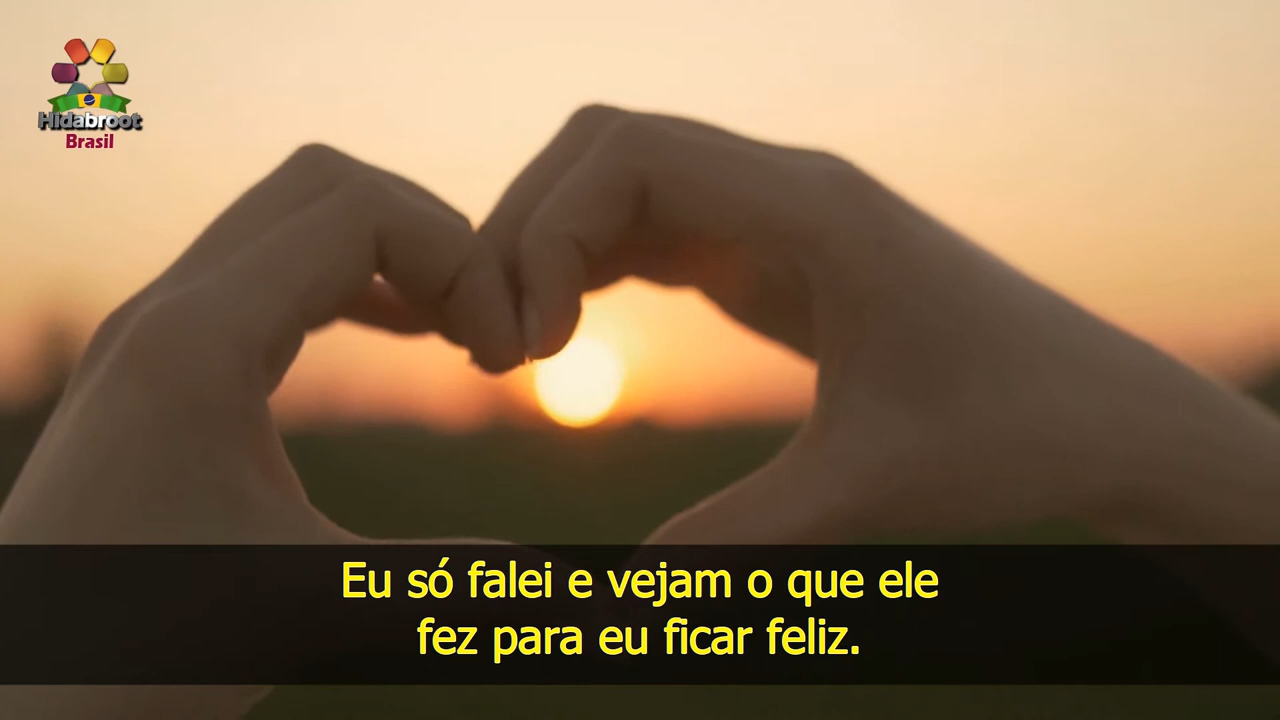 Hidabroot
Brasil
Eu só falei e vejam o que ele
fez para eu ficar feliz.